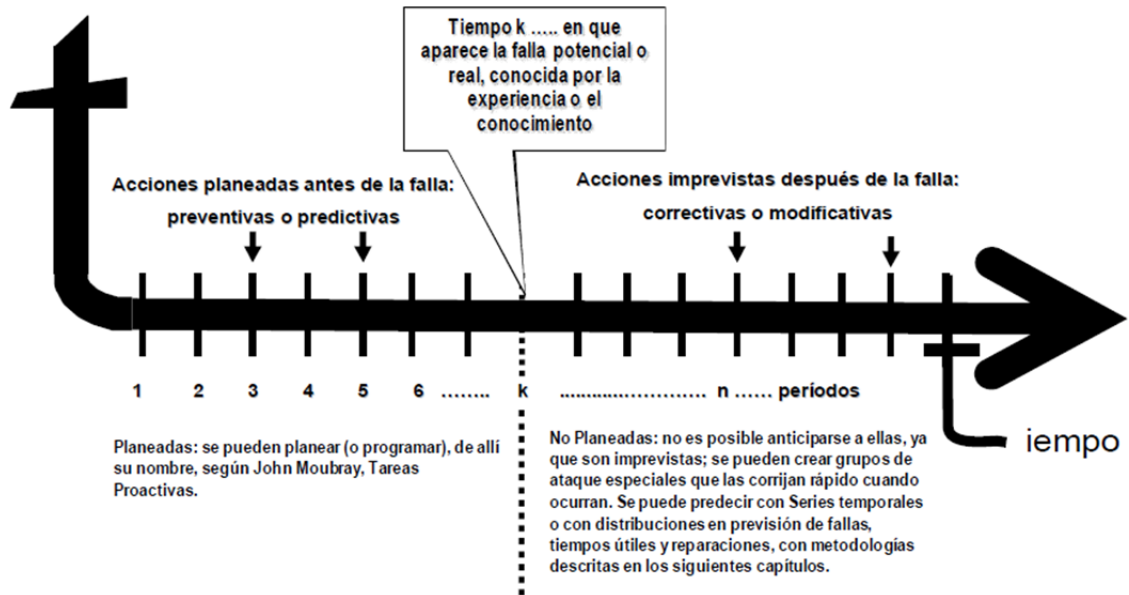 Tiempo k ….. en que
aparece la falla potencial o
real, conocida por la
experiencia o el
conocimiento
Acciones planeadas antes de la falla:
preventivas o predictivas
Acciones imprevistas después de la falla:
correctivas o modificativas
1 2 3 4 5 6 …….. k ............…………… n …… períodos
t iempo
Planeadas: se pueden planear (o programar), de allí
su nombre, según John Moubray, Tareas
Proactivas.
No Planeadas: no es posible anticiparse a ellas, ya
que son imprevistas; se pueden crear grupos de
ataque especiales que las corrijan rápido cuando
ocurran. Se puede predecir con Series temporales
o con distribuciones en previsión de fallas,
tiempos útiles y reparaciones, con metodologías
descritas en los siguientes capítulos.